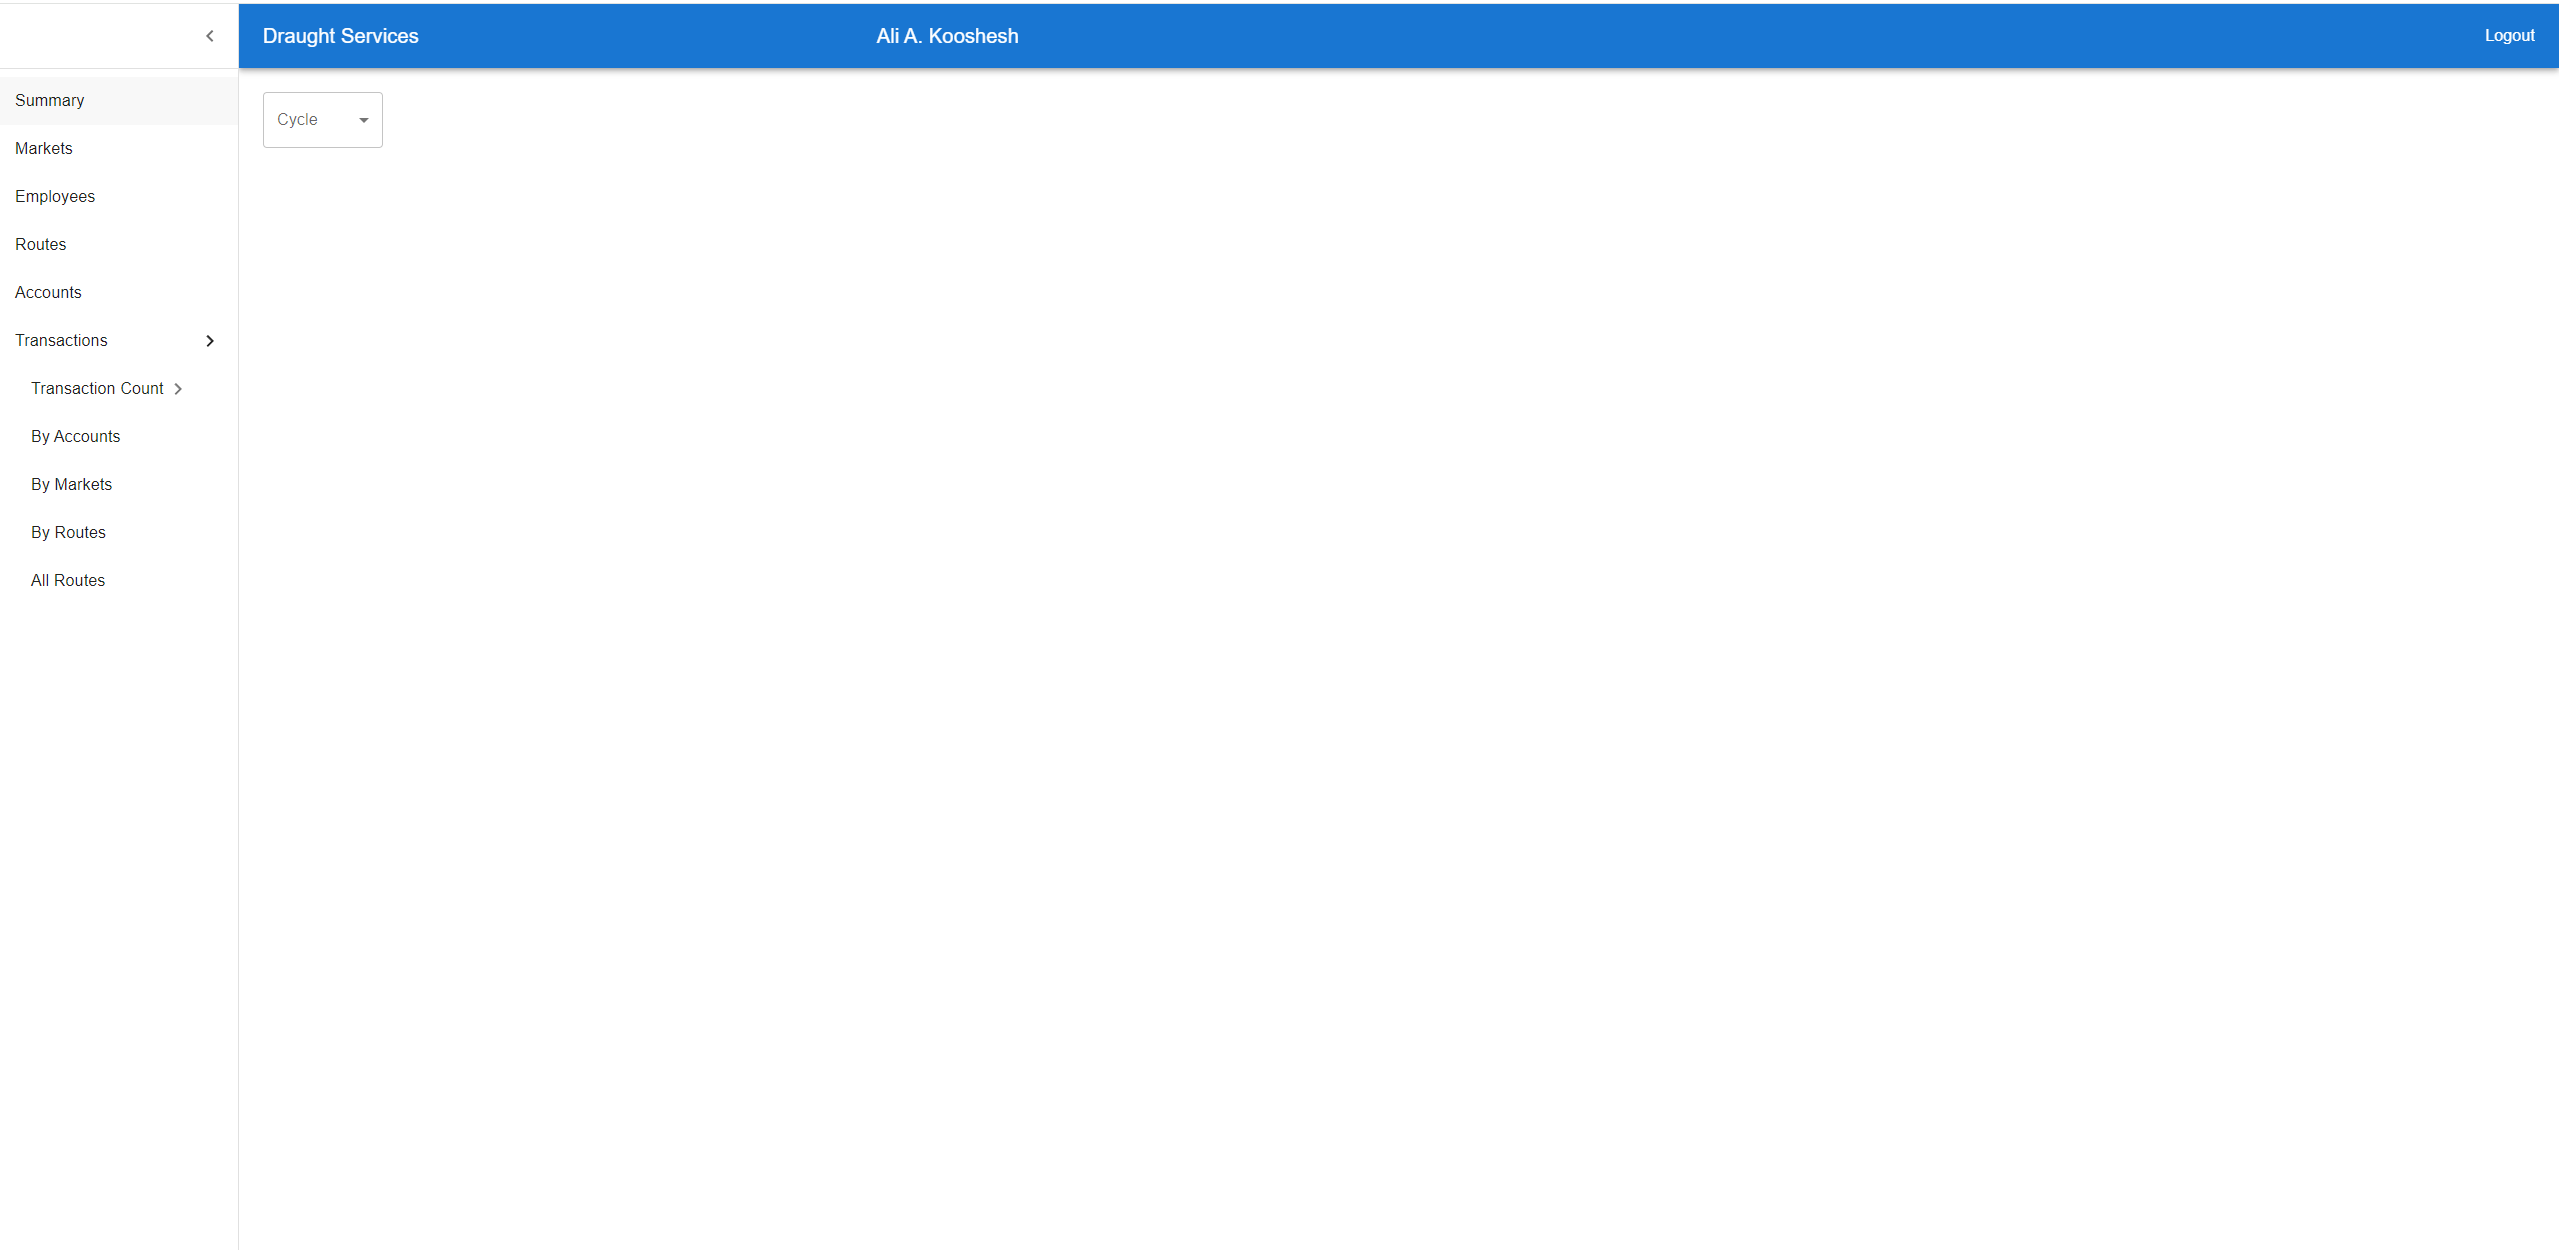 Draught Services
Ali A. Kooshesh
Logout
Summary
Markets
Employees
Routes
Accounts
Transactions
Transaction Count
By Accounts
By Markets
By Routes
All Routes
Cycle